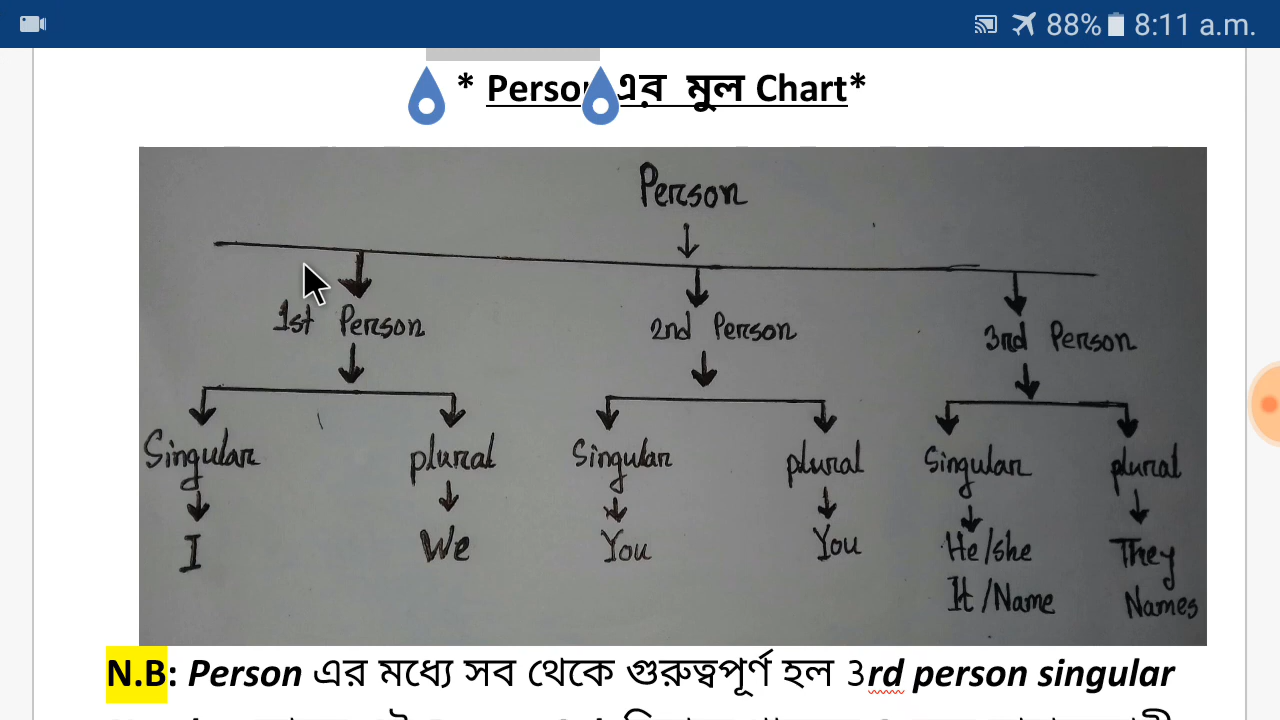 88% 8:11 a.m.
* Person এর মুল Chart*
Person
1st Person 2nd Person 3rd Person
Singular plural Singular plural Singular plural
I We You You He/she They
It/Name Names
N.B: Person এর মধ্যে সব থেকে গুরুত্বপূর্ণ হল 3rd person singular